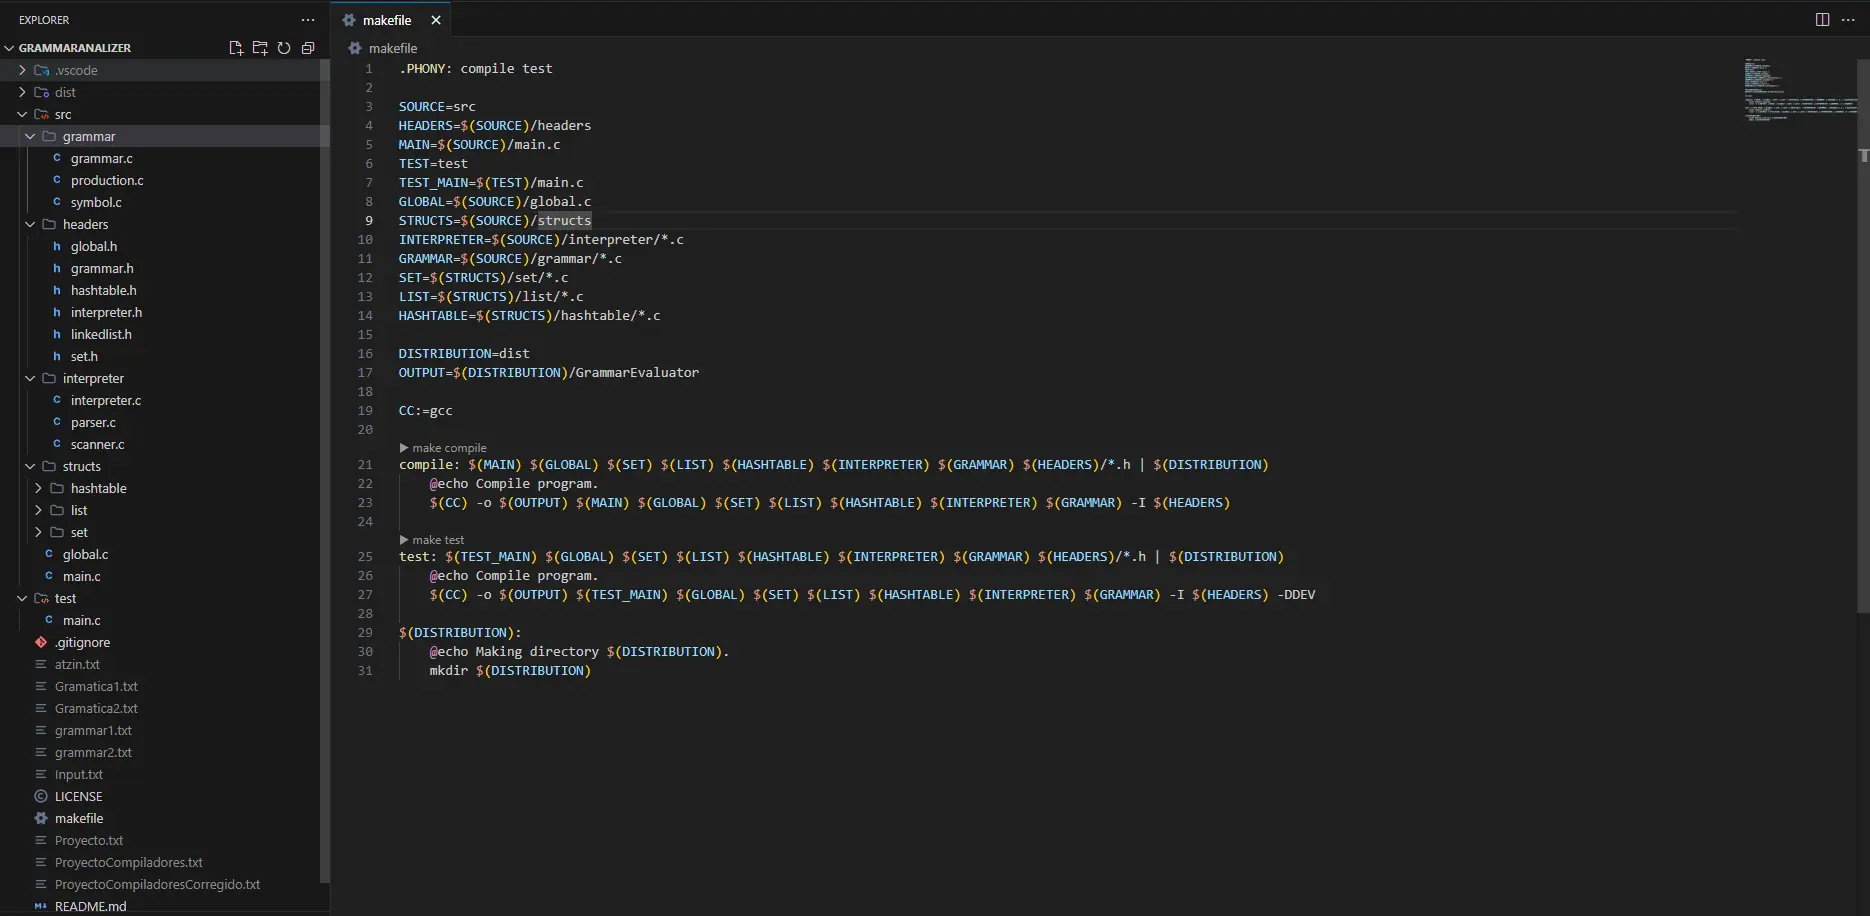 EXPLORER
GRAMMARANALIZER
.vscode
dist
src
grammar
grammar.c
production.c
symbol.c
headers
global.h
grammar.h
hashtable.h
interpreter.h
linkedlist.h
set.h
interpreter
interpreter.c
parser.c
scanner.c
structs
hashtable
list
set
global.c
main.c
test
main.c
.gitignore
atzin.txt
Gramatica1.txt
Gramatica2.txt
grammar1.txt
grammar2.txt
Input.txt
LICENSE
makefile
Proyecto.txt
ProyectoCompiladores.txt
ProyectoCompiladoresCorregido.txt
README.md
makefile
makefile
1 .PHONY: compile test
2
3 SOURCE=src
4 HEADERS=$(SOURCE)/headers
5 MAIN=$(SOURCE)/main.c
6 TEST=test
7 TEST_MAIN=$(TEST)/main.c
8 GLOBAL=$(SOURCE)/global.c
9 STRUCTS=$(SOURCE)/structs
10 INTERPRETER=$(SOURCE)/interpreter/*.c
11 GRAMMAR=$(SOURCE)/grammar/*.c
12 SET=$(STRUCTS)/set/*.c
13 LIST=$(STRUCTS)/list/*.c
14 HASHTABLE=$(STRUCTS)/hashtable/*.c
15
16 DISTRIBUTION=dist
17 OUTPUT=$(DISTRIBUTION)/GrammarEvaluator
18
19 CC:=gcc
20
make compile
21 compile: $(MAIN) $(GLOBAL) $(SET) $(LIST) $(HASHTABLE) $(INTERPRETER) $(GRAMMAR) $(HEADERS)/*.h | $(DISTRIBUTION)
22 @echo Compile program.
23 $(CC) -o $(OUTPUT) $(MAIN) $(GLOBAL) $(SET) $(LIST) $(HASHTABLE) $(INTERPRETER) $(GRAMMAR) -I $(HEADERS)
24
make test
25 test: $(TEST_MAIN) $(GLOBAL) $(SET) $(LIST) $(HASHTABLE) $(INTERPRETER) $(GRAMMAR) $(HEADERS)/*.h | $(DISTRIBUTION)
26 @echo Compile program.
27 $(CC) -o $(OUTPUT) $(TEST_MAIN) $(GLOBAL) $(SET) $(LIST) $(HASHTABLE) $(INTERPRETER) $(GRAMMAR) -I $(HEADERS) -DDEV
28
29 $(DISTRIBUTION):
30 @echo Making directory $(DISTRIBUTION).
31 mkdir $(DISTRIBUTION)